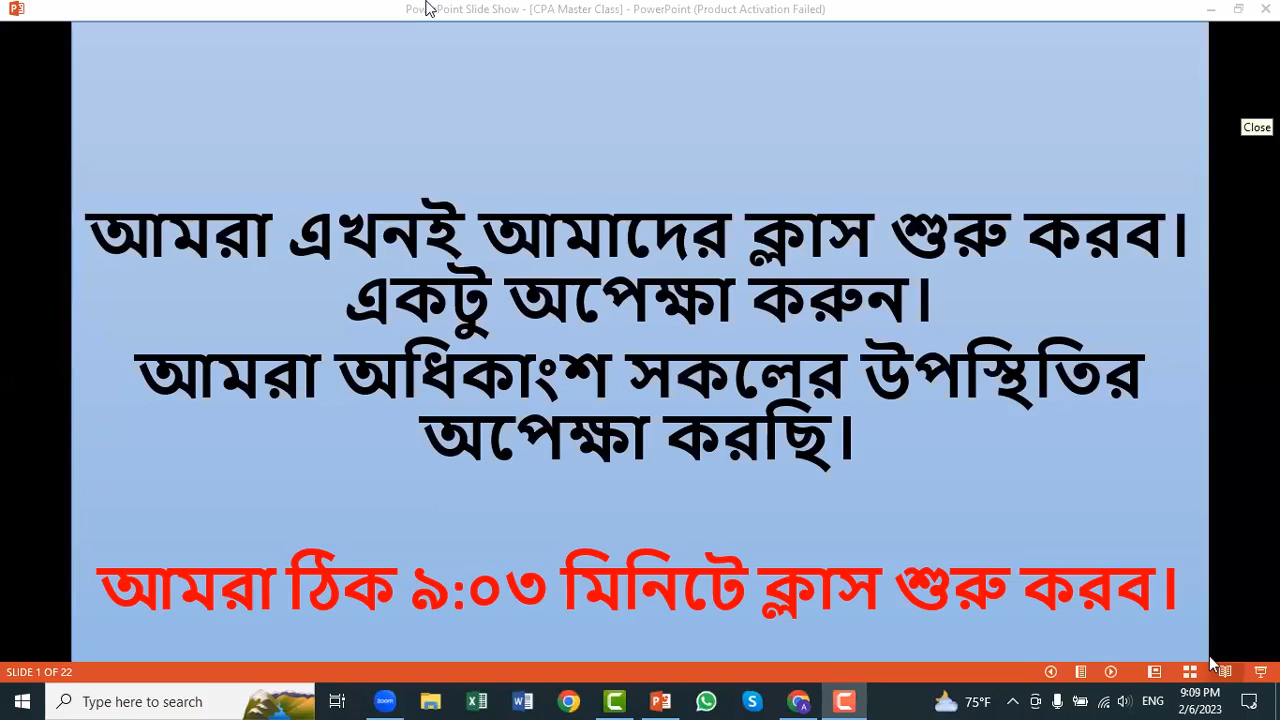 PowerPoint Slide Show - [CPA Master Class] - PowerPoint (Product Activation Failed)
Close
আমরা এখনই আমাদের ক্লাস শুরু করব।
একটু অপেক্ষা করুন।
আমরা অধিকাংশ সকলের উপস্থিতির
অপেক্ষা করছি।
আমরা ঠিক ৯:০৩ মিনিটে ক্লাস শুরু করব।
SLIDE 1 OF 22
Type here to search
zoom
75°F
ENG
9:09 PM
2/6/2023